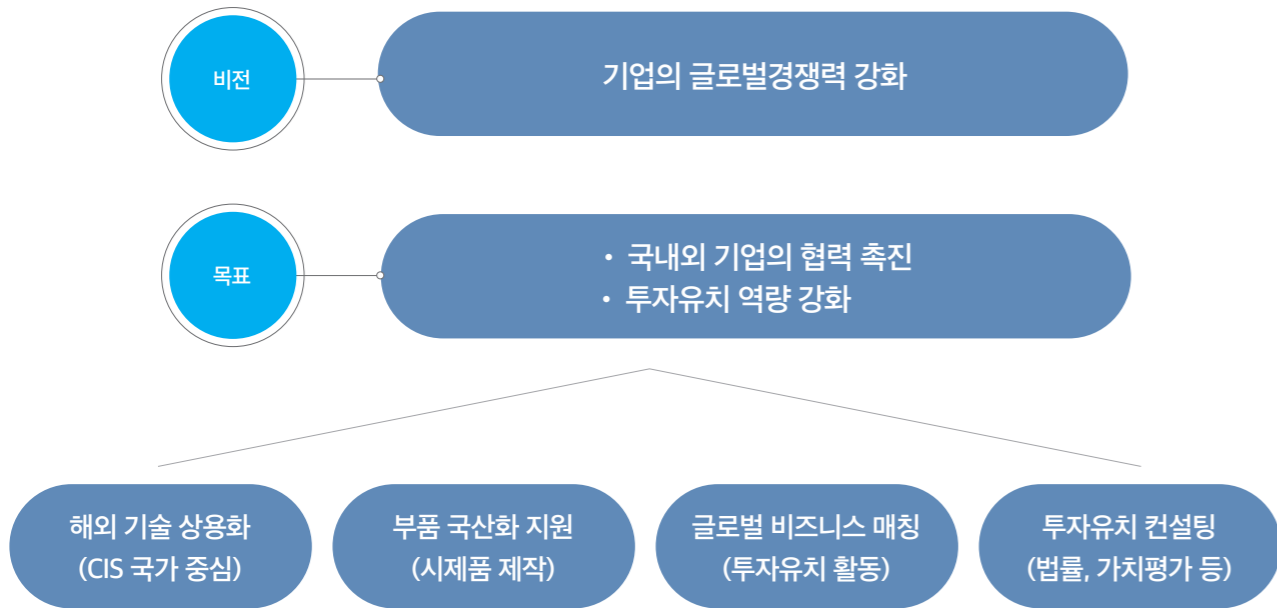 비전
기업의 글로벌경쟁력 강화
목표
• 국내외 기업의 협력 촉진
• 투자유치 역량 강화
해외 기술 상용화
(CIS 국가 중심)
부품 국산화 지원
(시제품 제작)
글로벌 비즈니스 매칭
(투자유치 활동)
투자유치 컨설팅
(법률, 가치평가 등)